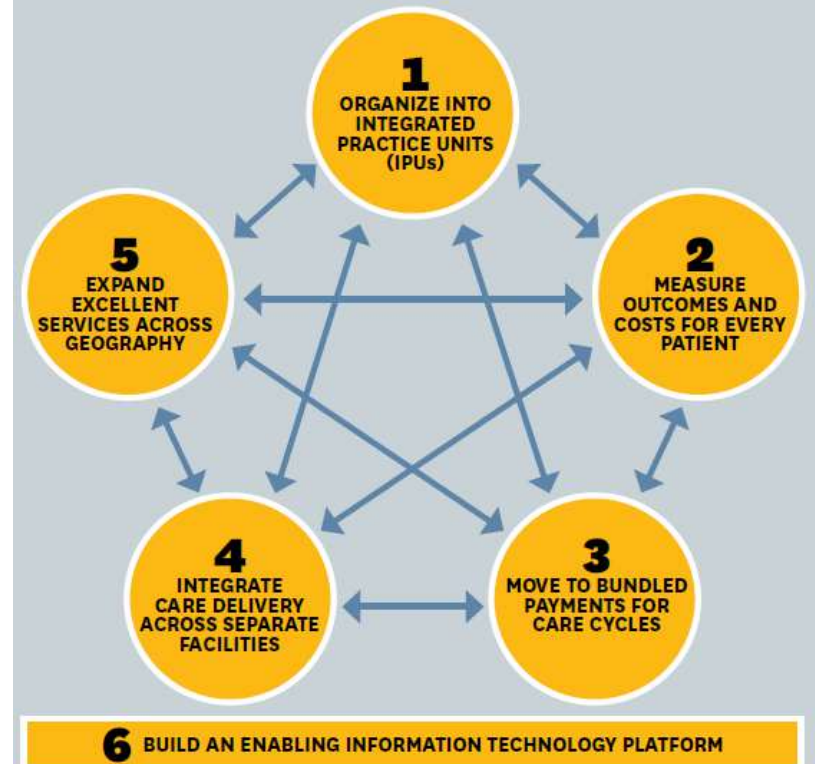 1
ORGANIZE INTO
INTEGRATED
PRACTICE UNITS
(IPUs)
5
EXPAND
EXCELLENT
SERVICES ACROSS
GEOGRAPHY
2
MEASURE
OUTCOMES AND
COSTS FOR EVERY
PATIENT
4
INTEGRATE
CARE DELIVERY
ACROSS SEPARATE
FACILITIES
3
MOVE TO BUNDLED
PAYMENTS FOR
CARE CYCLES
6 BUILD AN ENABLING INFORMATION TECHNOLOGY PLATFORM